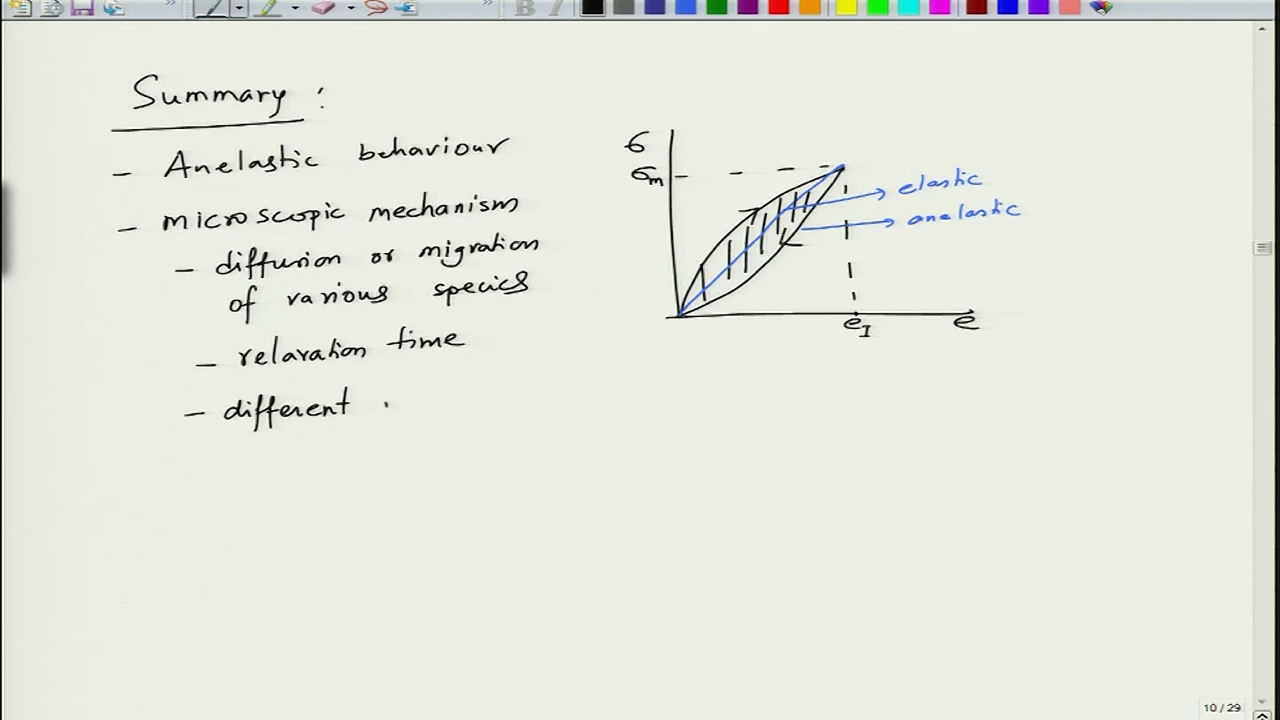 Summary :
- Anelastic behaviour
- microscopic mechanism
- diffusion or migration
of various species
- relaxation time
- different
σ
σm
elastic
anelastic
eI
e
10 / 29